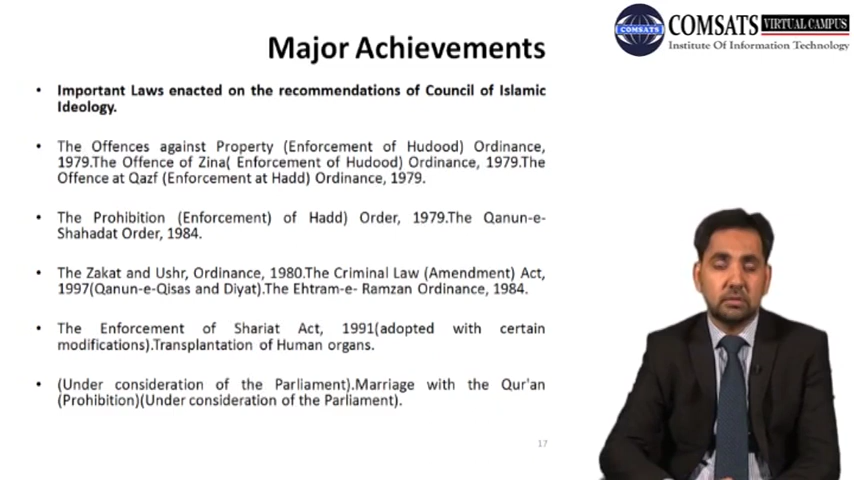 COMSATS VIRTUAL CAMPUS
Institute Of Information Technology
COMSATS
Major Achievements
• Important Laws enacted on the recommendations of Council of Islamic
Ideology.
• The Offences against Property (Enforcement of Hudood) Ordinance,
1979.The Offence of Zina( Enforcement of Hudood) Ordinance, 1979.The
Offence at Qazf (Enforcement at Hadd) Ordinance, 1979.
• The Prohibition (Enforcement) of Hadd) Order, 1979.The Qanun-e-
Shahadat Order, 1984.
• The Zakat and Ushr, Ordinance, 1980.The Criminal Law (Amendment) Act,
1997(Qanun-e-Qisas and Diyat).The Ehtram-e- Ramzan Ordinance, 1984.
• The Enforcement of Shariat Act, 1991(adopted with certain
modifications).Transplantation of Human organs.
• (Under consideration of the Parliament).Marriage with the Qur'an
(Prohibition)(Under consideration of the Parliament).
17